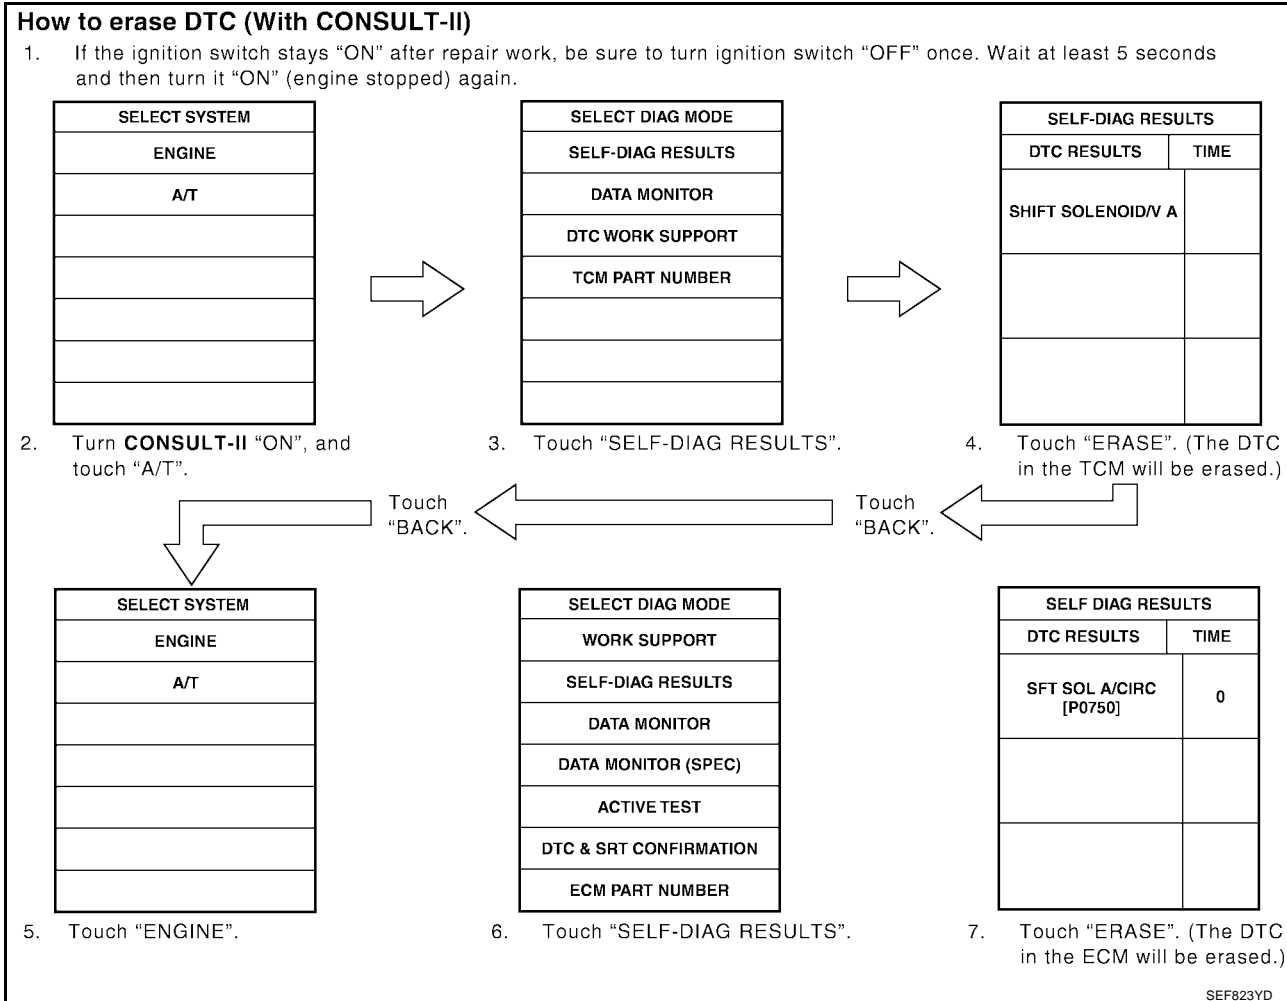 How to erase DTC (With CONSULT-II)
1. If the ignition switch stays “ON” after repair work, be sure to turn ignition switch “OFF” once. Wait at least 5 seconds
and then turn it “ON” (engine stopped) again.
SELECT SYSTEM
ENGINE
A/T
SELECT DIAG MODE
SELF-DIAG RESULTS
DATA MONITOR
DTC WORK SUPPORT
TCM PART NUMBER
SELF-DIAG RESULTS
DTC RESULTS TIME
SHIFT SOLENOID/V A
2. Turn CONSULT-II “ON”, and
touch “A/T”.
3. Touch “SELF-DIAG RESULTS”.
4. Touch “ERASE”. (The DTC
in the TCM will be erased.)
Touch
“BACK”.
Touch
“BACK”.
SELECT SYSTEM
ENGINE
A/T
SELECT DIAG MODE
WORK SUPPORT
SELF-DIAG RESULTS
DATA MONITOR
DATA MONITOR (SPEC)
ACTIVE TEST
DTC & SRT CONFIRMATION
ECM PART NUMBER
SELF DIAG RESULTS
DTC RESULTS TIME
SFT SOL A/CIRC
[P0750]
0
5. Touch “ENGINE”.
6. Touch “SELF-DIAG RESULTS”.
7. Touch “ERASE”. (The DTC
in the ECM will be erased.)
SEF823YD